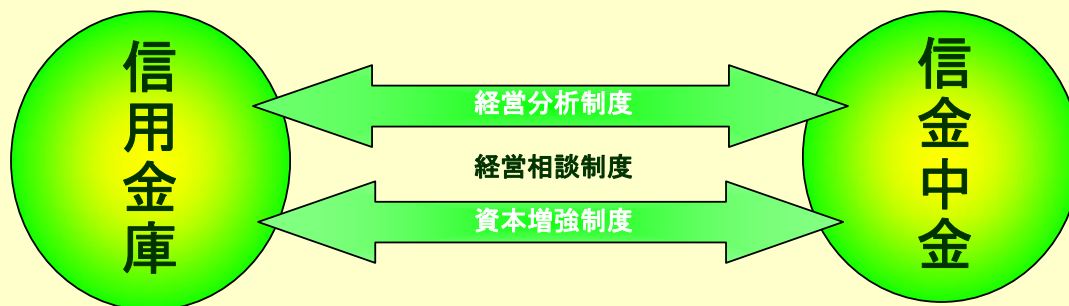 信用金庫
経営分析制度
経営相談制度
資本増強制度
信金中金